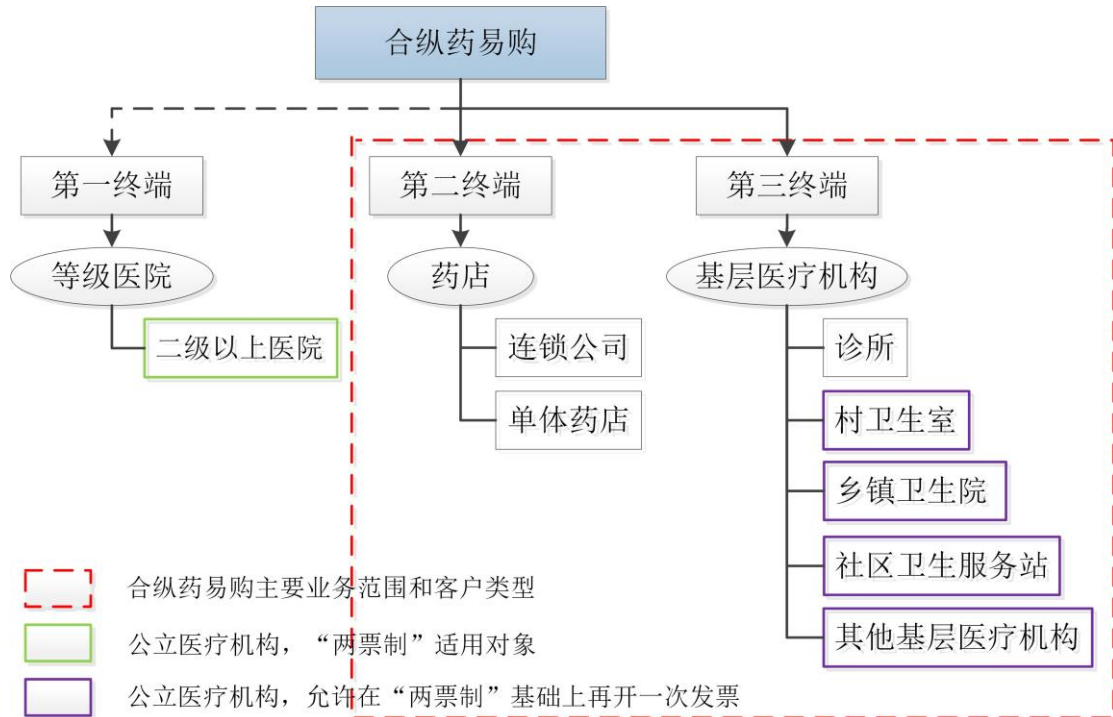 合纵药易购
第一终端
第二终端
第三终端
等级医院
药店
基层医疗机构
二级以上医院
连锁公司
诊所
单体药店
村卫生室
乡镇卫生院
社区卫生服务站
其他基层医疗机构
合纵药易购主要业务范围和客户类型
公立医疗机构，“两票制”适用对象
公立医疗机构，允许在“两票制”基础上再开一次发票